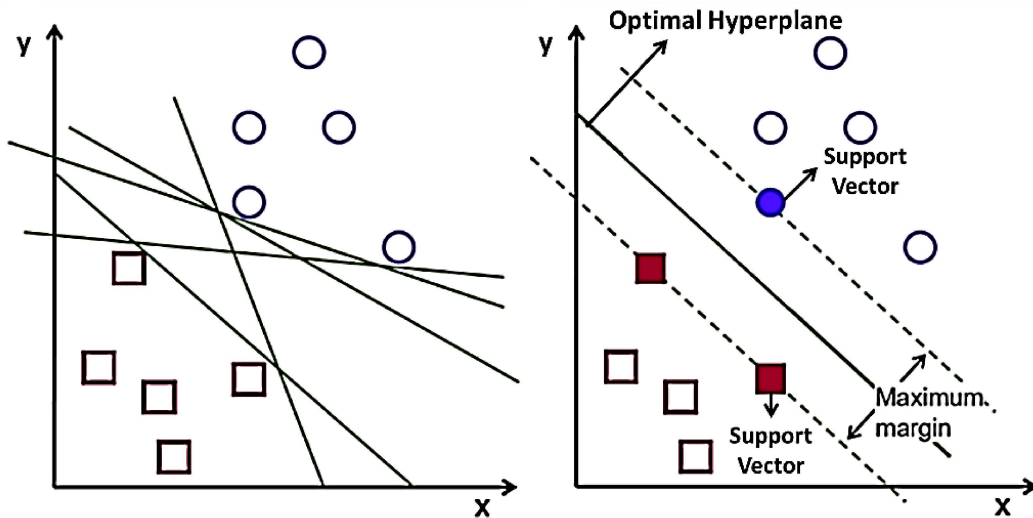 y
x
Optimal Hyperplane
y
Support
Vector
Maximum
margin
Support
Vector
x